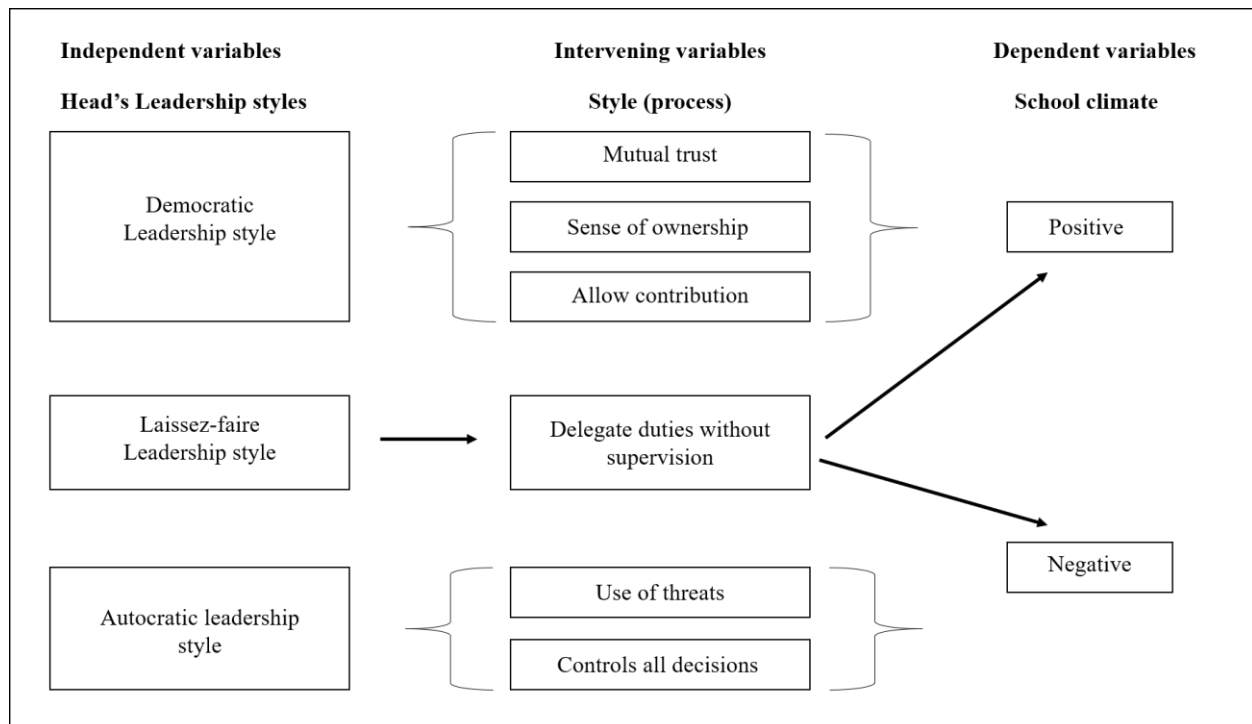 Independent variables
Intervening variables
Dependent variables
Head’s Leadership styles
Style (process)
School climate
Democratic
Leadership style
Mutual trust
Sense of ownership
Allow contribution
Positive
Laissez-faire
Leadership style
Delegate duties without
supervision
Negative
Autocratic leadership
style
Use of threats
Controls all decisions